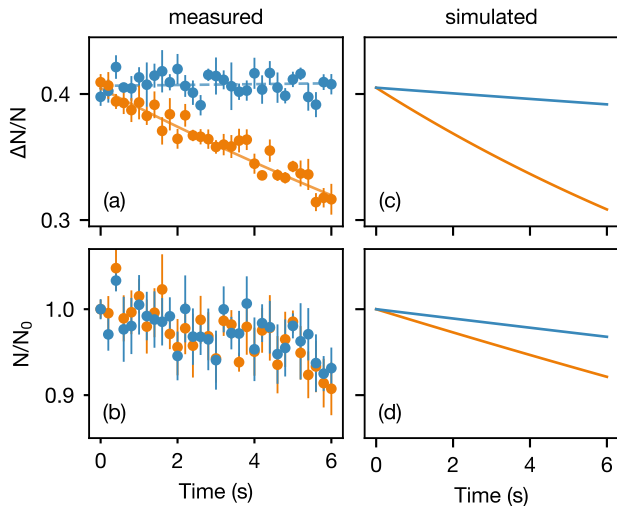 measured
simulated
ΔN/N
0.4
0.3
(a)
(c)
N/N₀
1.0
0.9
(b)
(d)
0
2
4
6
0
2
4
6
Time (s)
Time (s)